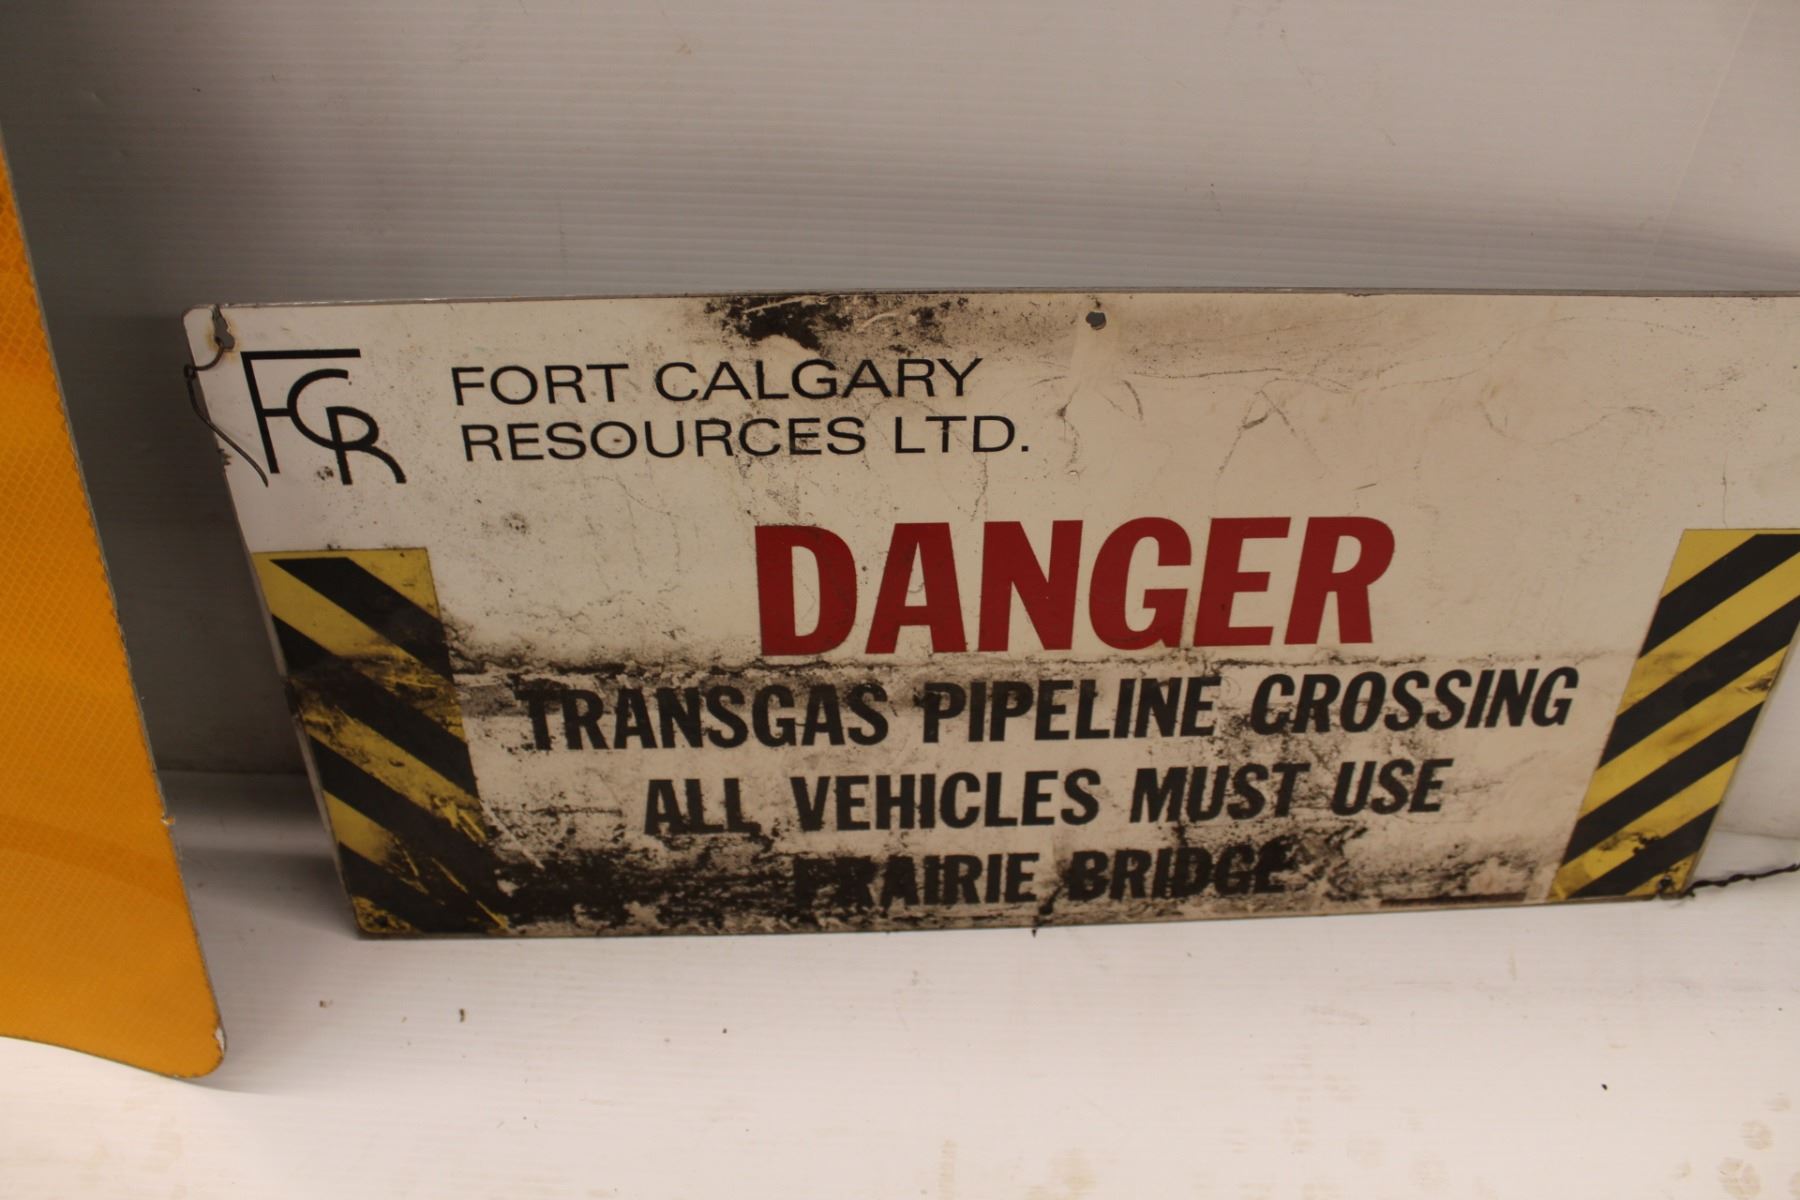 FCR
FORT CALGARY
RESOURCES LTD.
DANGER
TRANSGAS PIPELINE CROSSING
ALL VEHICLES MUST USE
PRAIRIE BRIDGE